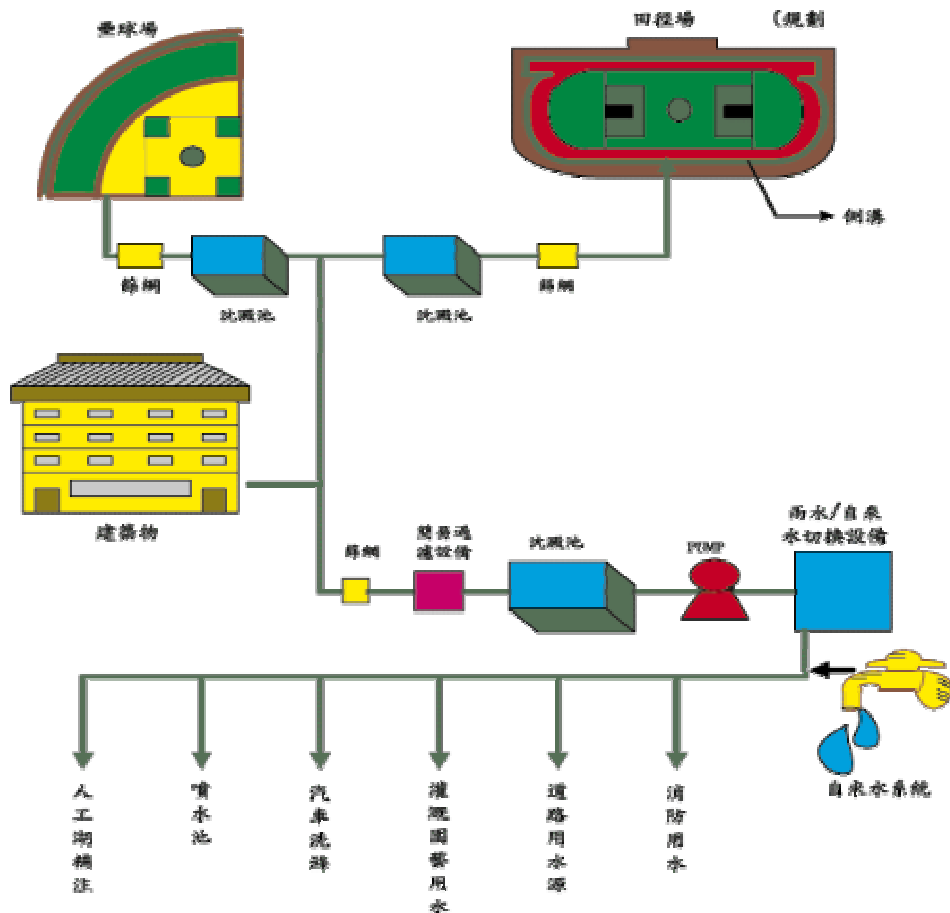 壘球場
田徑場
(規劃
側溝
篩網
沈澱池
沈澱池
篩網
建築物
篩網
簡易過
濾設備
沈澱池
PUMP
雨水/自來
水切換設備
自來水系統
人工湖補注
噴水池
汽車洗滌
灌溉園藝用水
道路用水源
消防用水